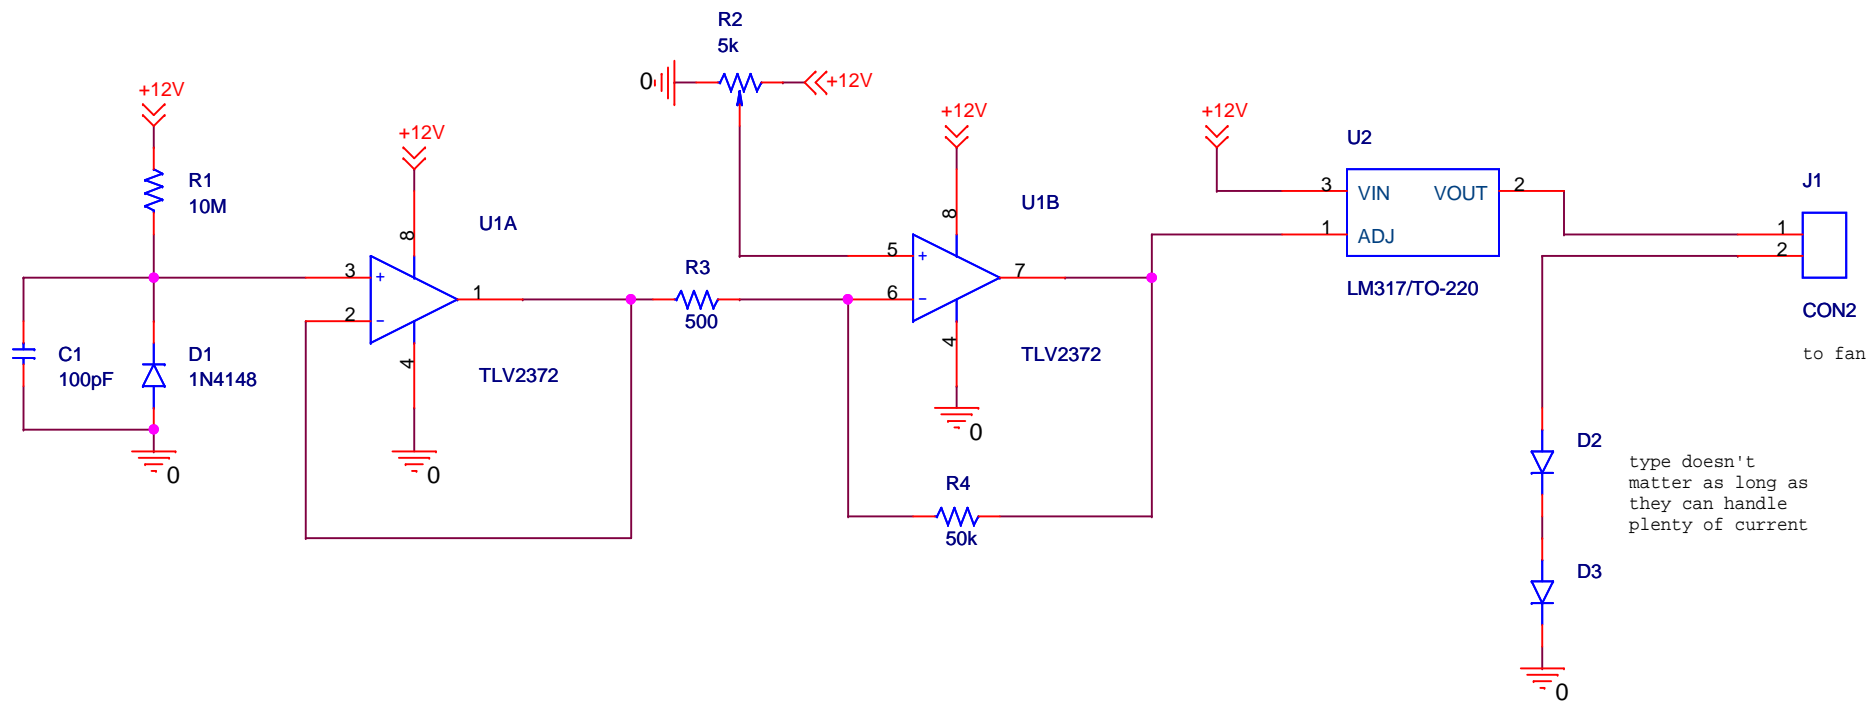 R2
5k
0
+12V
+12V
R1
10M
+12V
8
U1A
3
+
2
−
1
4
TLV2372
C1
100pF
D1
1N4148
0
0
R3
500
+12V
8
U1B
5
+
6
−
7
4
TLV2372
0
R4
50k
+12V
U2
3
VIN
VOUT
2
1
ADJ
LM317/TO-220
J1
1
2
CON2
to fan
D2
type doesn't
matter as long as
they can handle
plenty of current
D3
0